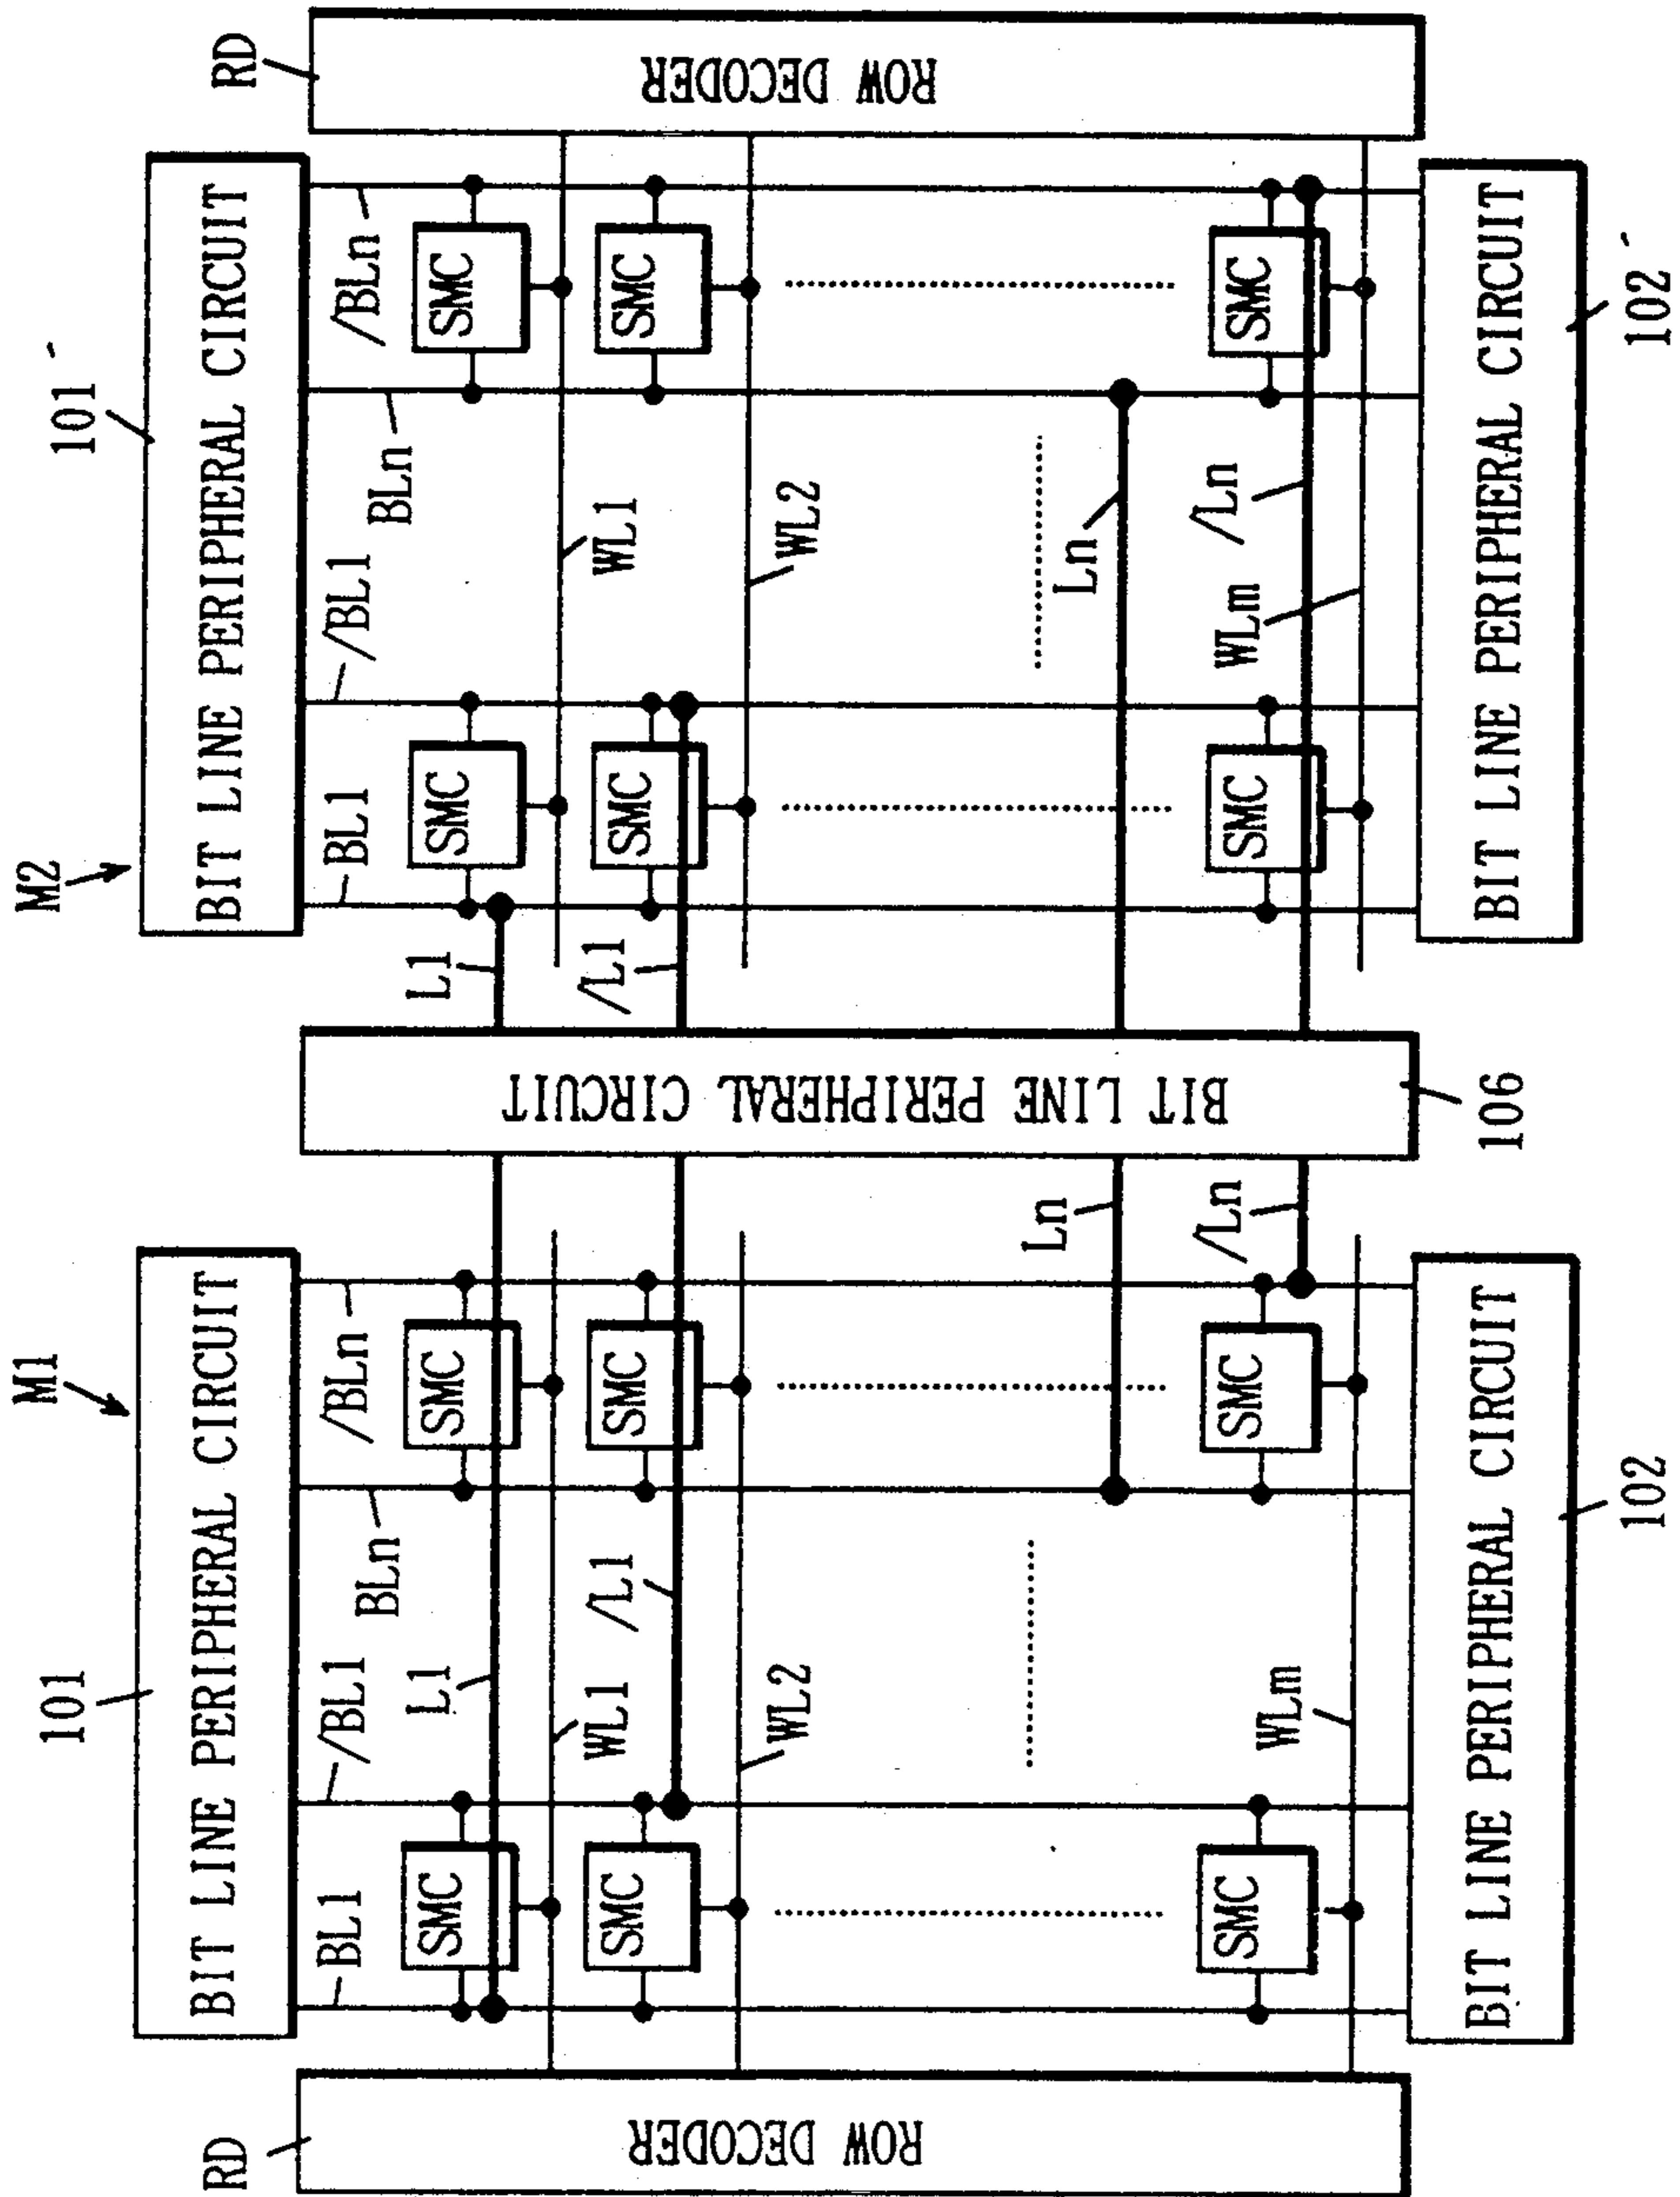 M1
M2
101
101'
RD
BIT LINE PERIPHERAL CIRCUIT
BIT LINE PERIPHERAL CIRCUIT
RD
BL1
/BL1
BLn
/BLn
BL1
/BL1
BLn
/BLn
ROW DECODER
SMC
SMC
SMC
SMC
ROW DECODER
L1
L1
WL1
WL1
SMC
SMC
SMC
SMC
/L1
/L1
WL2
WL2
BIT LINE PERIPHERAL CIRCUIT
Ln
Ln
/Ln
/Ln
SMC
SMC
SMC
SMC
WLm
WLm
106
BIT LINE PERIPHERAL CIRCUIT
BIT LINE PERIPHERAL CIRCUIT
102
102'